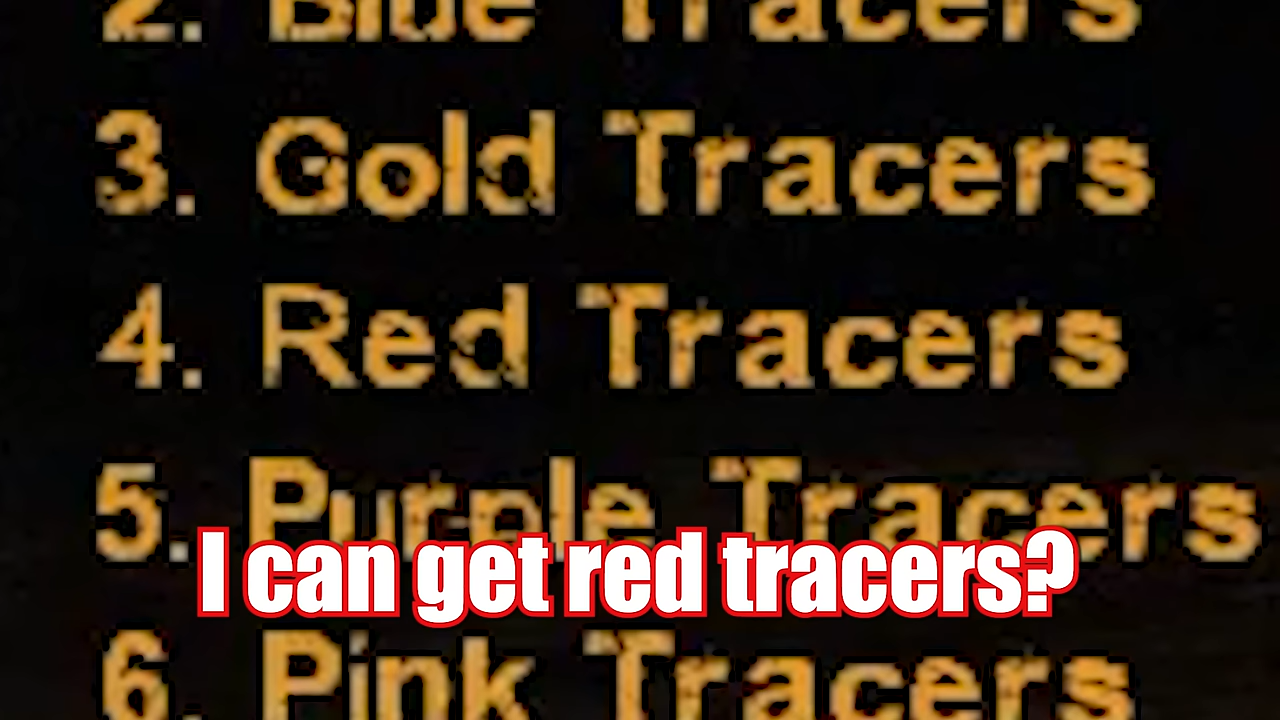 2. Blue Tracers
3. Gold Tracers
4. Red Tracers
5. Purple Tracers
I can get red tracers?
6. Pink Tracers